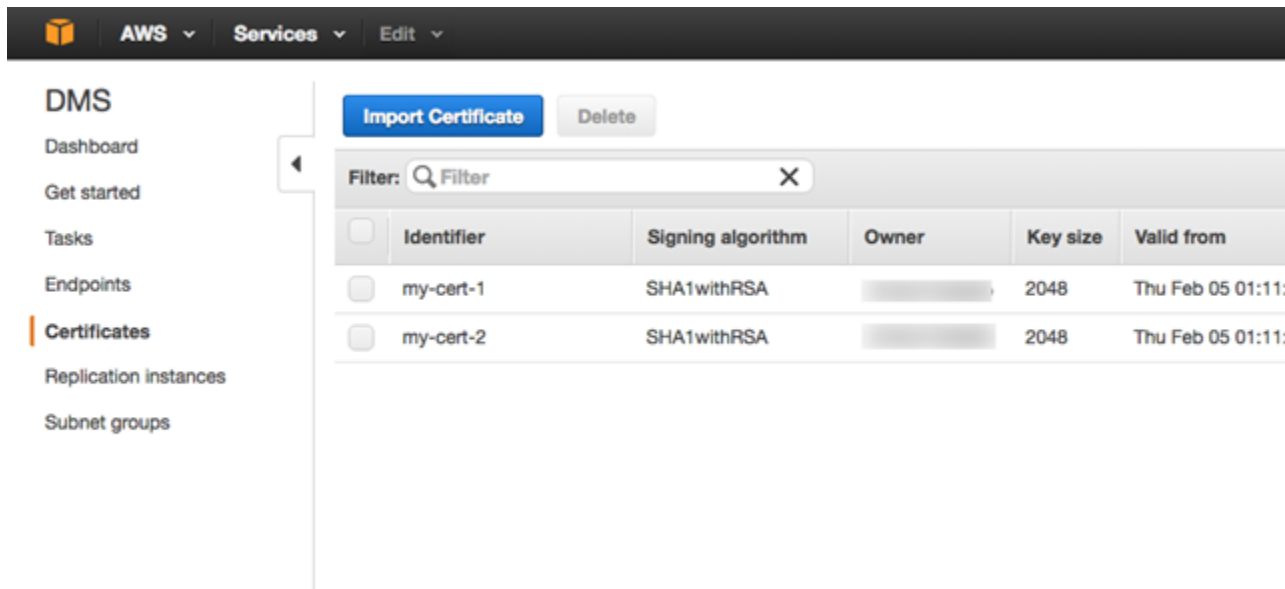 AWS Services Edit
DMS
Dashboard
Get started
Tasks
Endpoints
Certificates
Replication instances
Subnet groups
Import Certificate Delete
Filter: Filter
Identifier Signing algorithm Owner Key size Valid from
my-cert-1 SHA1withRSA 2048 Thu Feb 05 01:11:
my-cert-2 SHA1withRSA 2048 Thu Feb 05 01:11: